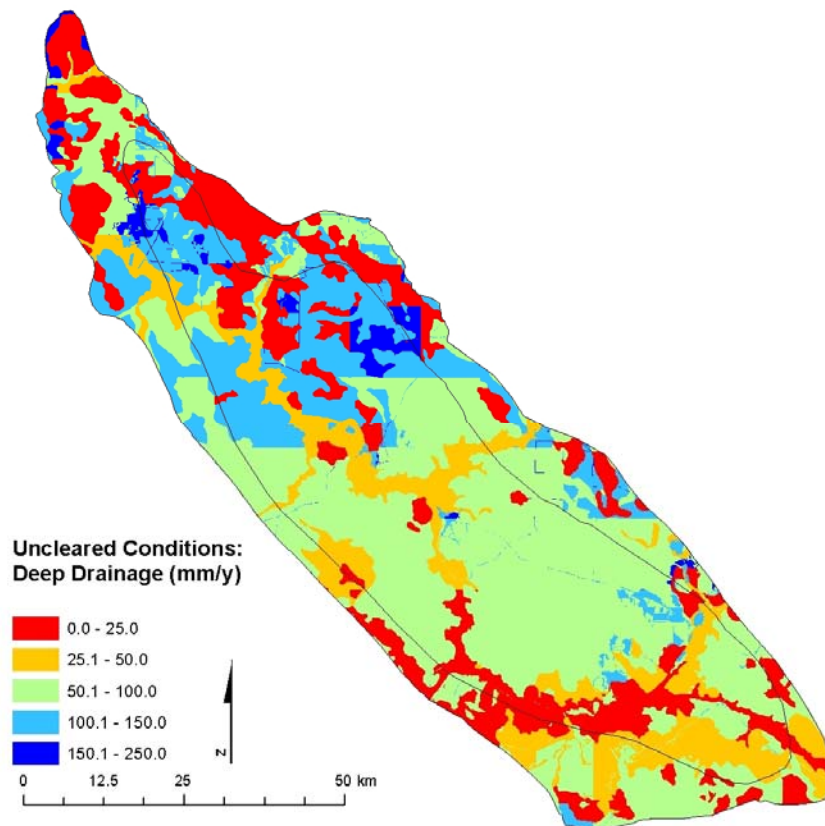 Uncleared Conditions:
Deep Drainage (mm/y)
0.0 - 25.0
25.1 - 50.0
50.1 - 100.0
100.1 - 150.0
150.1 - 250.0
N
0 12.5 25 50 km